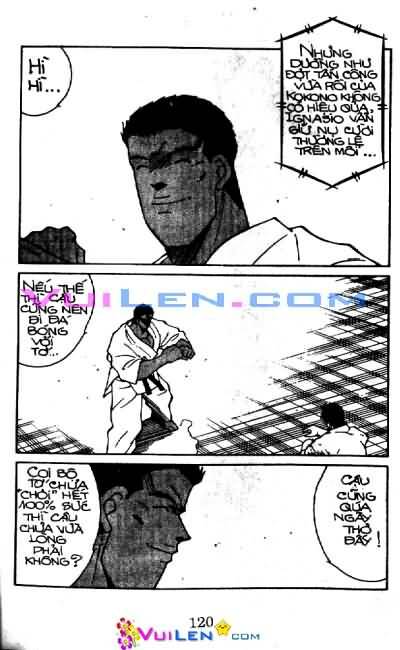 HÌ
HÌ...
NHƯNG
DƯỜNG NHƯ
ĐỢT TẤN CÔNG
VỪA RỒI CỦA
KOKONO KHÔNG
CÓ HIỆU QUẢ,
IGNASIO VẪN
GIỮ NỤ CƯỜI
THƯỜNG LỆ
TRÊN MÔI...
NẾU THẾ
THÌ CẬU
CŨNG NÊN
ĐI ĐÁ
BÓNG
VỚI
TỚ...
VUILEN.COM
COI BỘ
TỚ CHƯA
"CHƠI" HẾT
100% SỨC
THÌ CẬU
CHƯA VỪA
LÒNG
PHẢI
KHÔNG?
CẬU
CŨNG
QUÁ
NGÂY
THƠ
ĐẤY!
120
VUILEN.COM